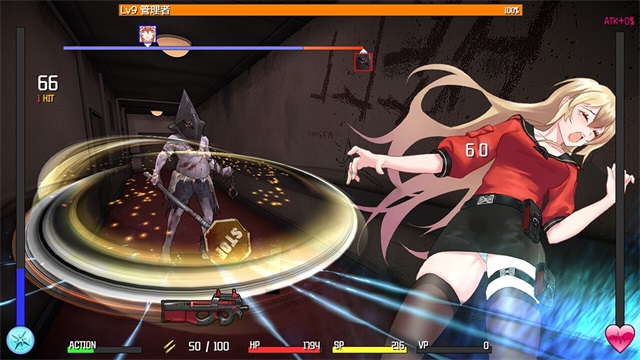 Lv9 管理者
100%
ATK+0%
66
1 HIT
60
STOP
ACTION
50 / 100
HP 1794
SP 216
VP 0